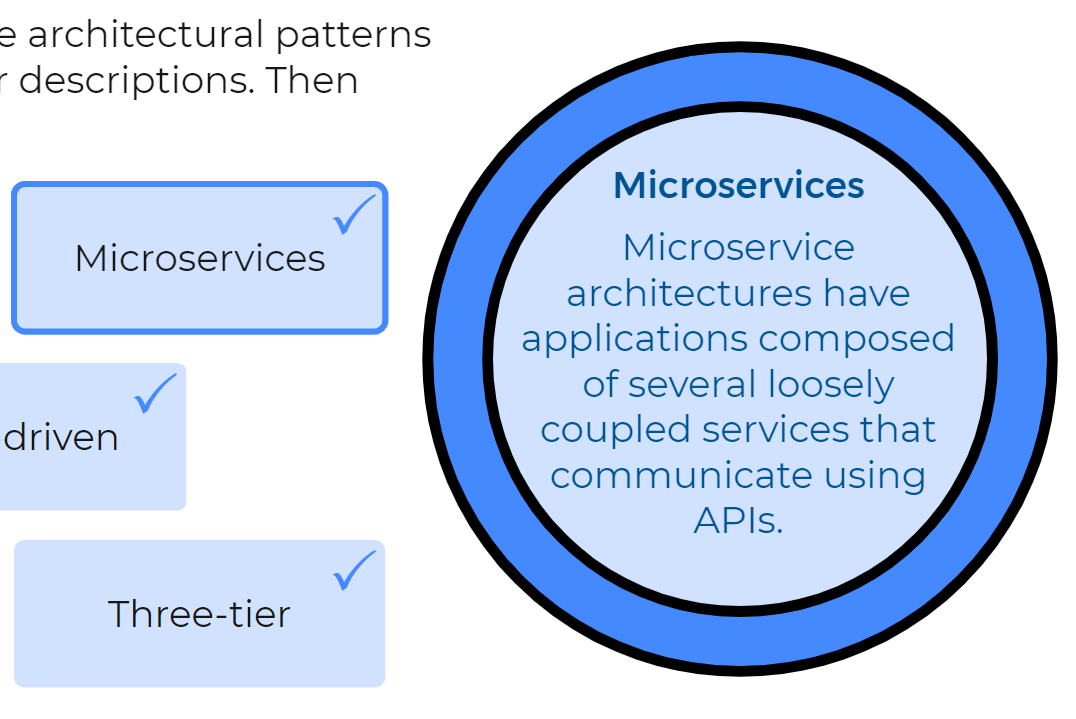 e architectural patterns
r descriptions. Then
Microservices
driven
Three-tier
Microservices
Microservice
architectures have
applications composed
of several loosely
coupled services that
communicate using
APIs.